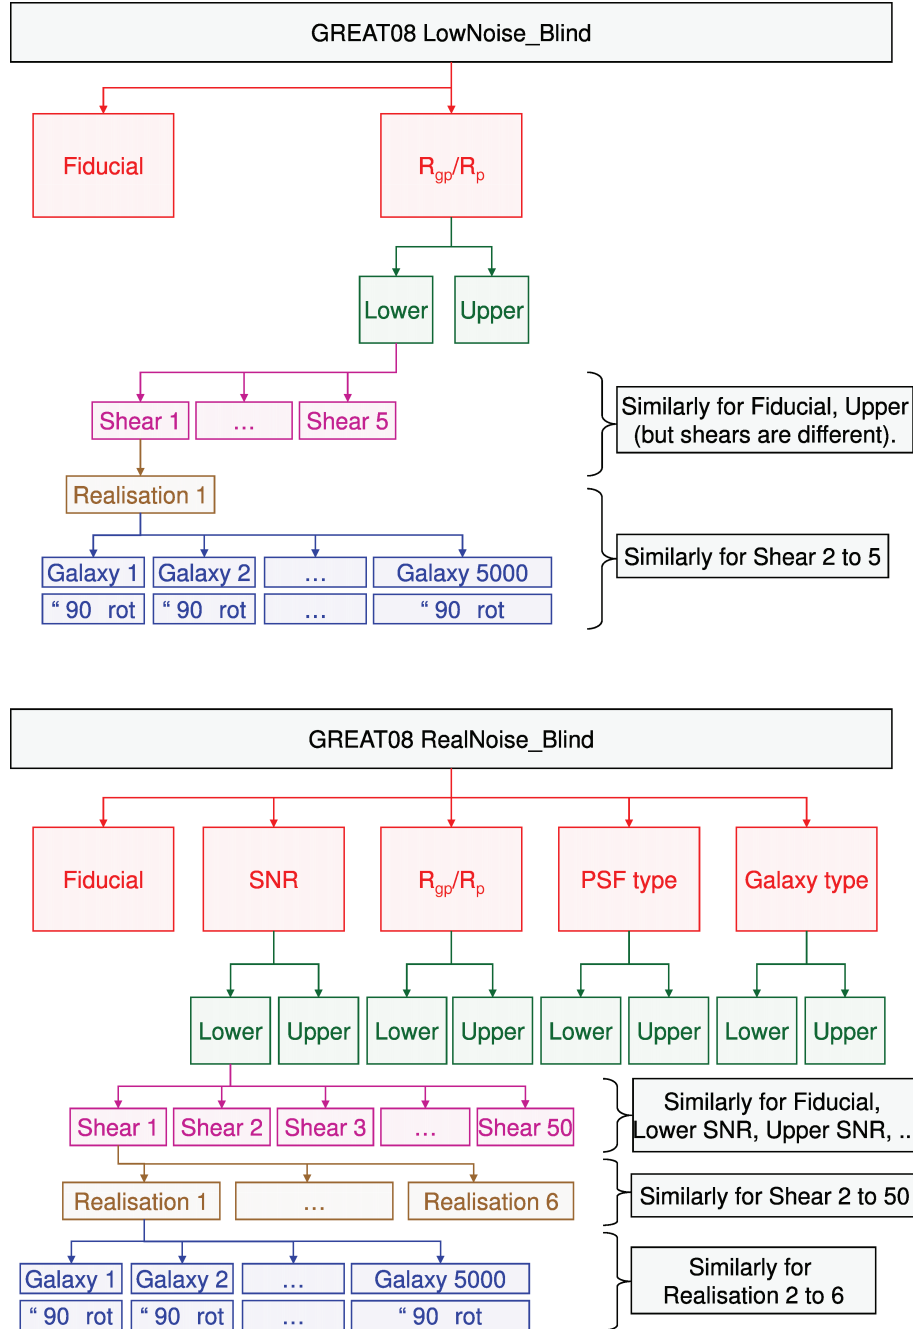 GREAT08 LowNoise_Blind
Fiducial
Rgp/Rp
Lower
Upper
Shear 1
...
Shear 5
Similarly for Fiducial, Upper
(but shears are different).
Realisation 1
Galaxy 1
Galaxy 2
...
Galaxy 5000
“ 90 rot
“ 90 rot
...
“ 90 rot
Similarly for Shear 2 to 5
GREAT08 RealNoise_Blind
Fiducial
SNR
Rgp/Rp
PSF type
Galaxy type
Lower
Upper
Lower
Upper
Lower
Upper
Lower
Upper
Shear 1
Shear 2
Shear 3
...
Shear 50
Similarly for Fiducial,
Lower SNR, Upper SNR, ...
Realisation 1
...
Realisation 6
Similarly for Shear 2 to 50
Galaxy 1
Galaxy 2
...
Galaxy 5000
“ 90 rot
“ 90 rot
...
“ 90 rot
Similarly for
Realisation 2 to 6